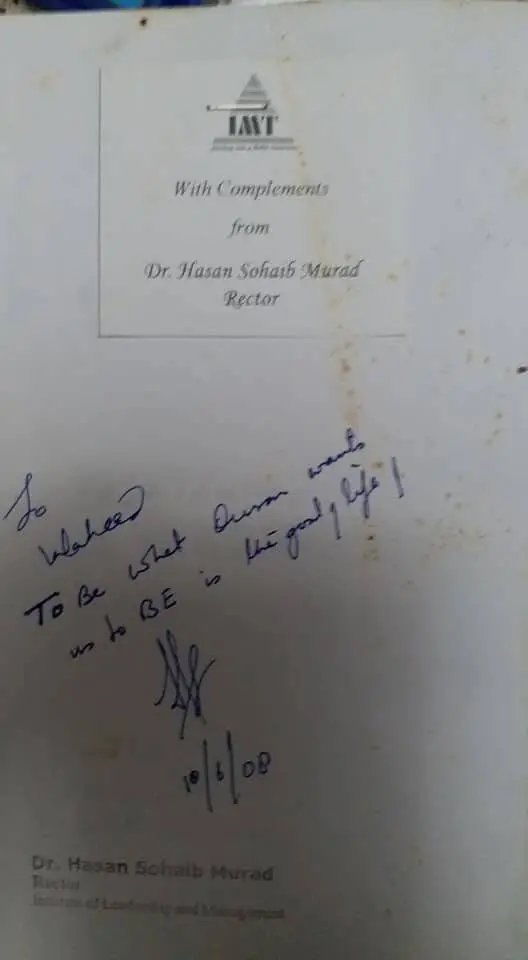 With Complements
from
Dr. Hasan Sohaib Murad
Rector
To
Waheed
To Be what Quran wants
us to BE is the goal of life!
10/6/08
Dr. Hasan Sohaib Murad
Rector
Institute of Leadership and Management